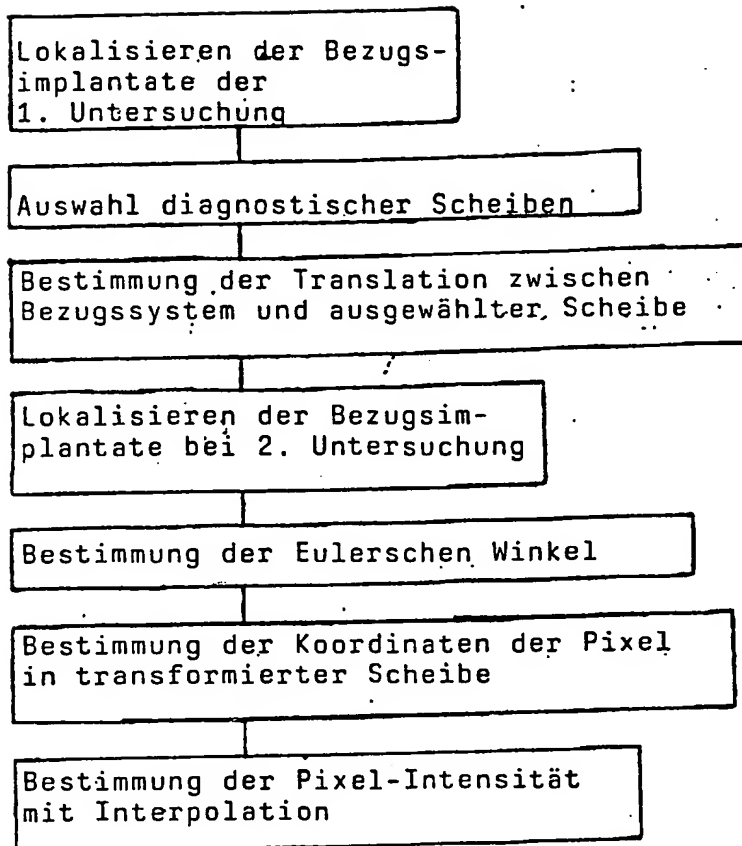 Lokalisieren der Bezugs-
implantate der
1. Untersuchung
Auswahl diagnostischer Scheiben
Bestimmung der Translation zwischen
Bezugssystem und ausgewählter Scheibe
Lokalisieren der Bezugsim-
plantate bei 2. Untersuchung
Bestimmung der Eulerschen Winkel
Bestimmung der Koordinaten der Pixel
in transformierter Scheibe
Bestimmung der Pixel-Intensität
mit Interpolation